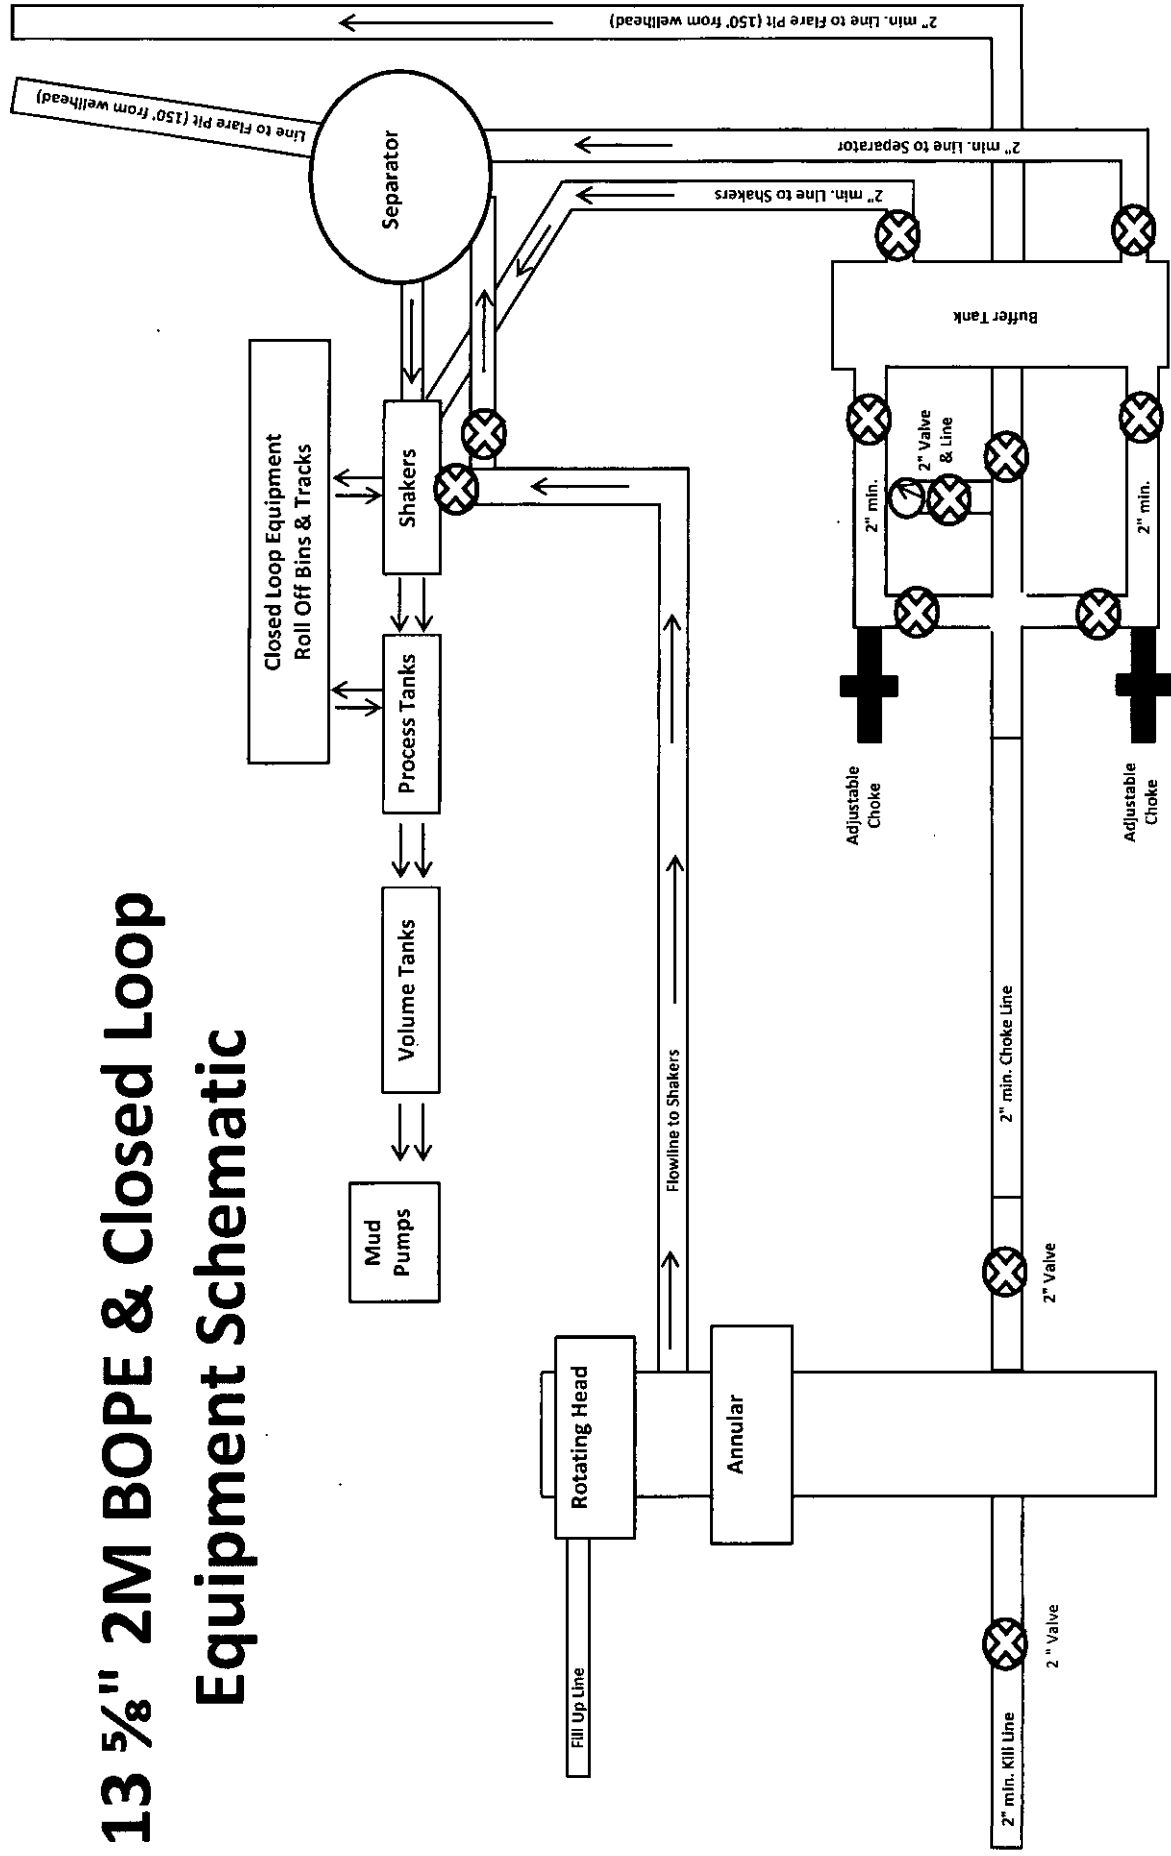 13 ⅝" 2M BOPE & Closed Loop
Equipment Schematic
Closed Loop Equipment
Roll Off Bins & Tracks
Mud
Pumps
Volume Tanks
Process Tanks
Shakers
Separator
Line to Flare Pit (150' from wellhead)
2" min. Line to Flare Pit (150' from wellhead)
2" min. Line to Separator
2" min. Line to Shakers
Fill Up Line
Rotating Head
Annular
Flowline to Shakers
2" min. Kill Line
2 " Valve
2" Valve
2" min. Choke Line
Adjustable
Choke
Adjustable
Choke
2" min.
2" Valve
& Line
2" min.
Buffer Tank